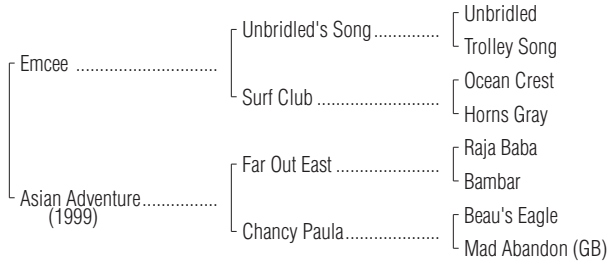 Unbridled
Unbridled's Song..............
Trolley Song
Emcee ..............................
Ocean Crest
Surf Club ..........................
Horns Gray
Raja Baba
Far Out East ......................
Bambar
Asian Adventure................
(1999)
Beau's Eagle
Chancy Paula....................
Mad Abandon (GB)